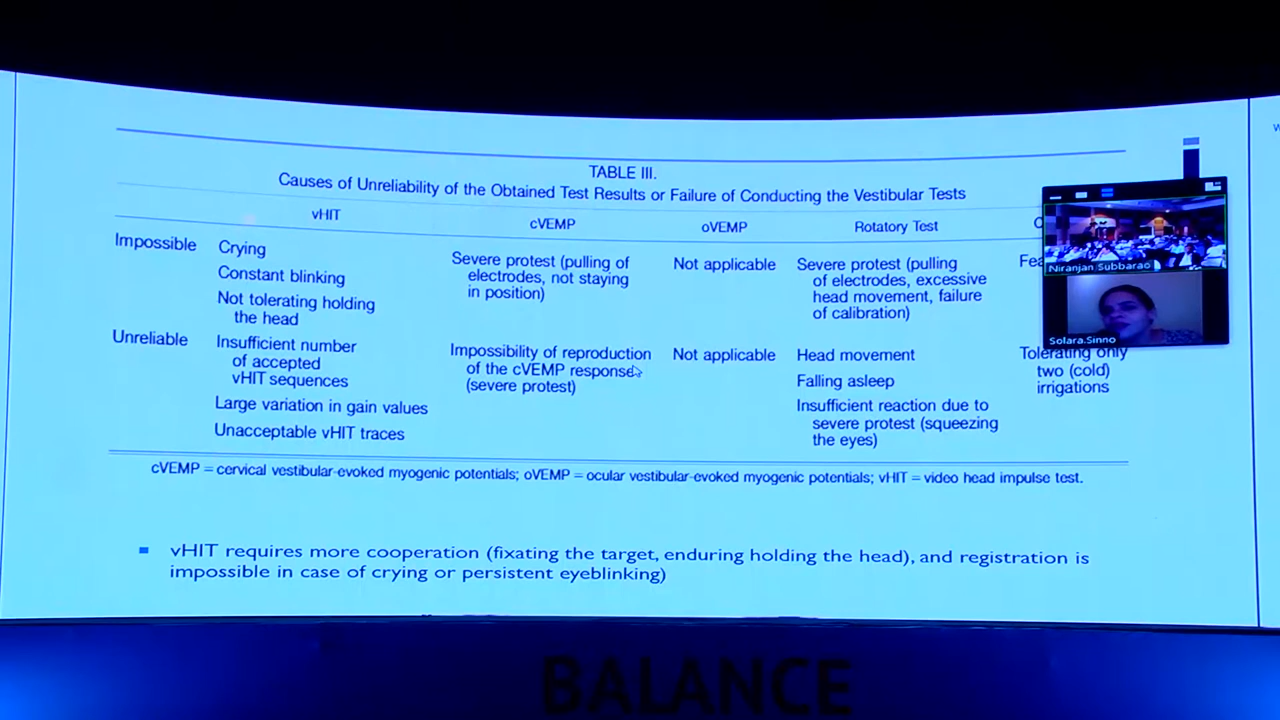 TABLE III.
Causes of Unreliability of the Obtained Test Results or Failure of Conducting the Vestibular Tests
vHIT cVEMP oVEMP Rotatory Test
Impossible
Crying
Constant blinking
Not tolerating holding
the head
Severe protest (pulling of
electrodes, not staying
in position)
Not applicable
Severe protest (pulling
of electrodes, excessive
head movement, failure
of calibration)
Unreliable
Insufficient number
of accepted
vHIT sequences
Large variation in gain values
Unacceptable vHIT traces
Impossibility of reproduction
of the cVEMP response
(severe protest)
Not applicable
Head movement
Falling asleep
Insufficient reaction due to
severe protest (squeezing
the eyes)
Tolerating only
two (cold)
irrigations
cVEMP = cervical vestibular-evoked myogenic potentials; oVEMP = ocular vestibular-evoked myogenic potentials; vHIT = video head impulse test.
vHIT requires more cooperation (fixating the target, enduring holding the head), and registration is
impossible in case of crying or persistent eyeblinking)
Niranjan Subbarao
Solara.Sinno
BALANCE